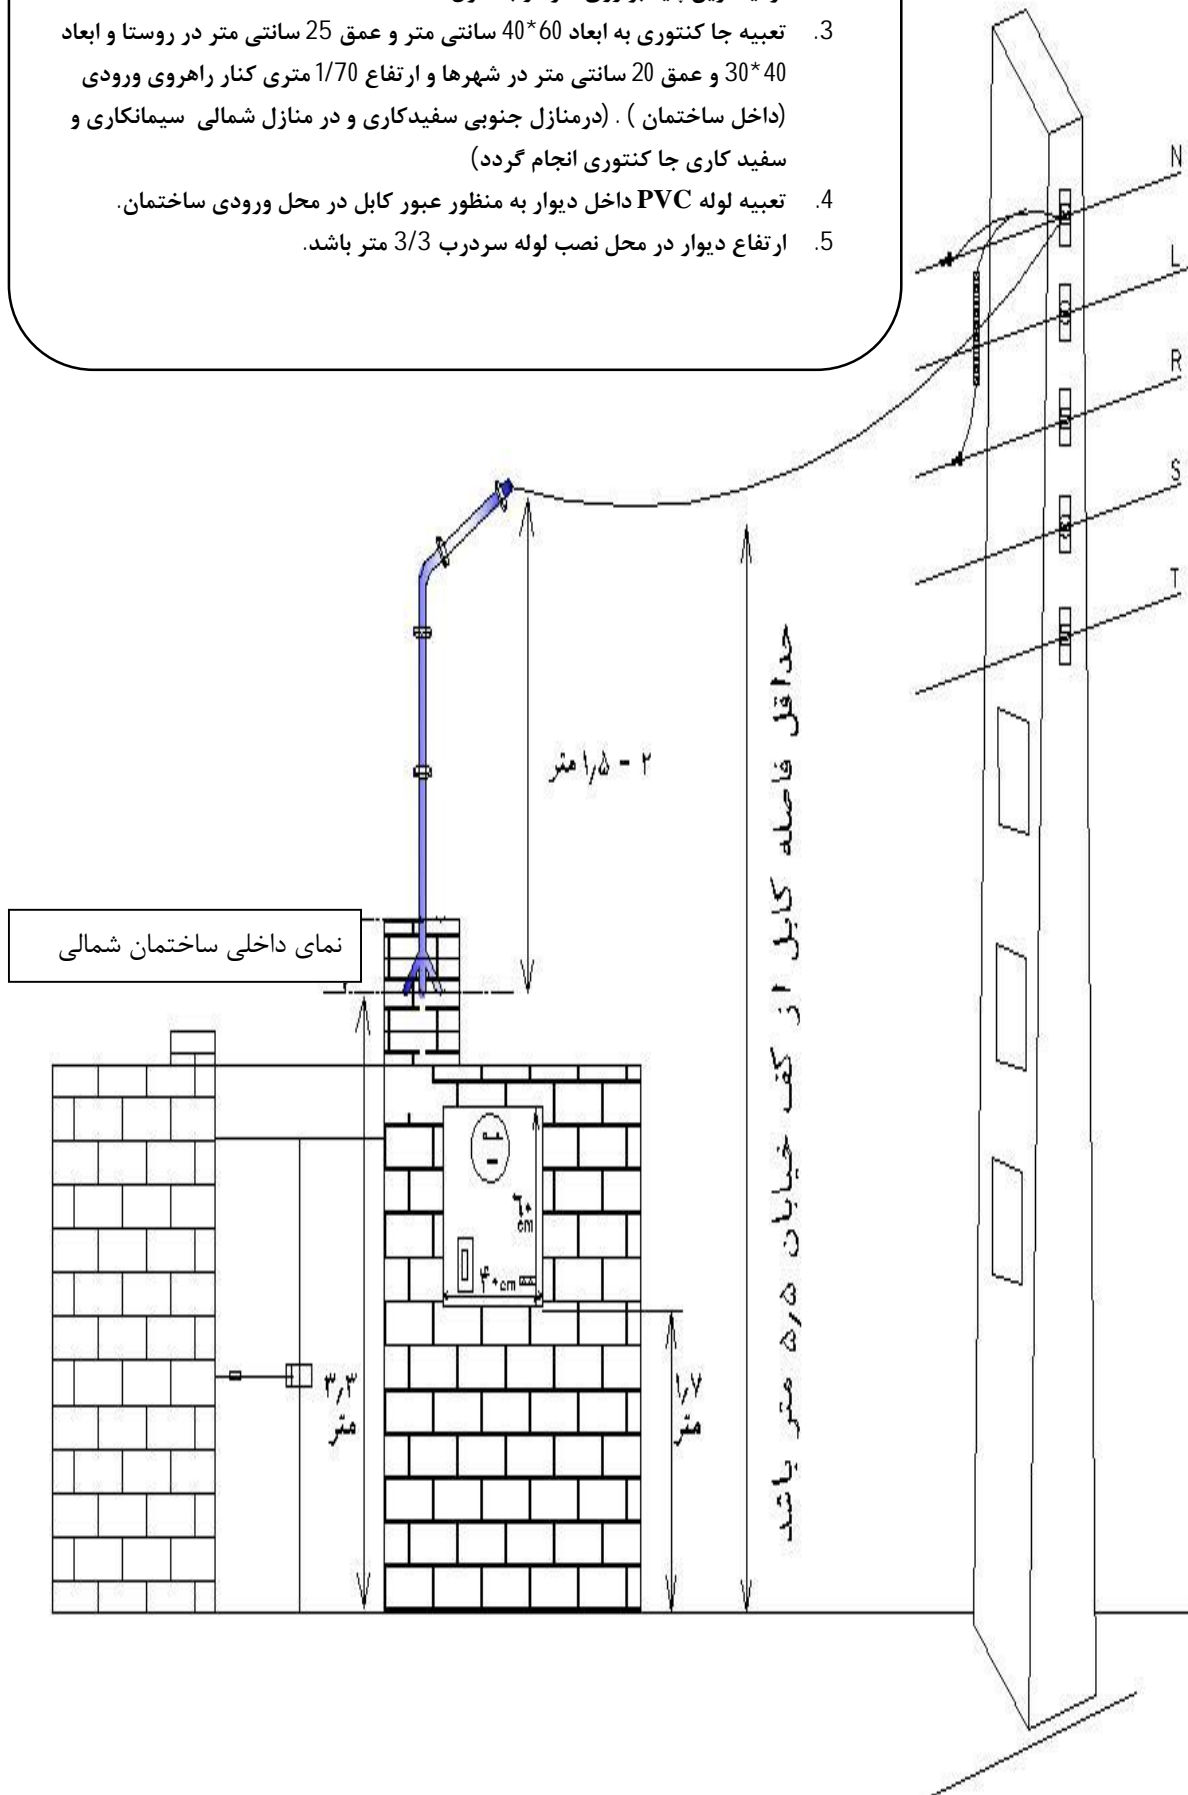 3. تعبیه جا کنتوری به ابعاد 60*40 سانتی متر و عمق 25 سانتی متر در روستا و ابعاد
40*30 و عمق 20 سانتی متر در شهرها و ارتفاع 1/70 متری کنار راهروی ورودی
(داخل ساختمان ) . (درمنازل جنوبی سفیدکاری و در منازل شمالی سیمانکاری و
سفید کاری جا کنتوری انجام گردد)
4. تعبیه لوله PVC داخل دیوار به منظور عبور کابل در محل ورودی ساختمان.
5. ارتفاع دیوار در محل نصب لوله سردرب 3/3 متر باشد.
N
L
R
S
T
۱٫۵ - ۲ متر
حداقل فاصله کابل از کف خیابان ۵٫۵ متر باشد
نمای داخلی ساختمان شمالی
۶۰
cm
۴۰cm
۳٫۳
متر
۱٫۷
متر